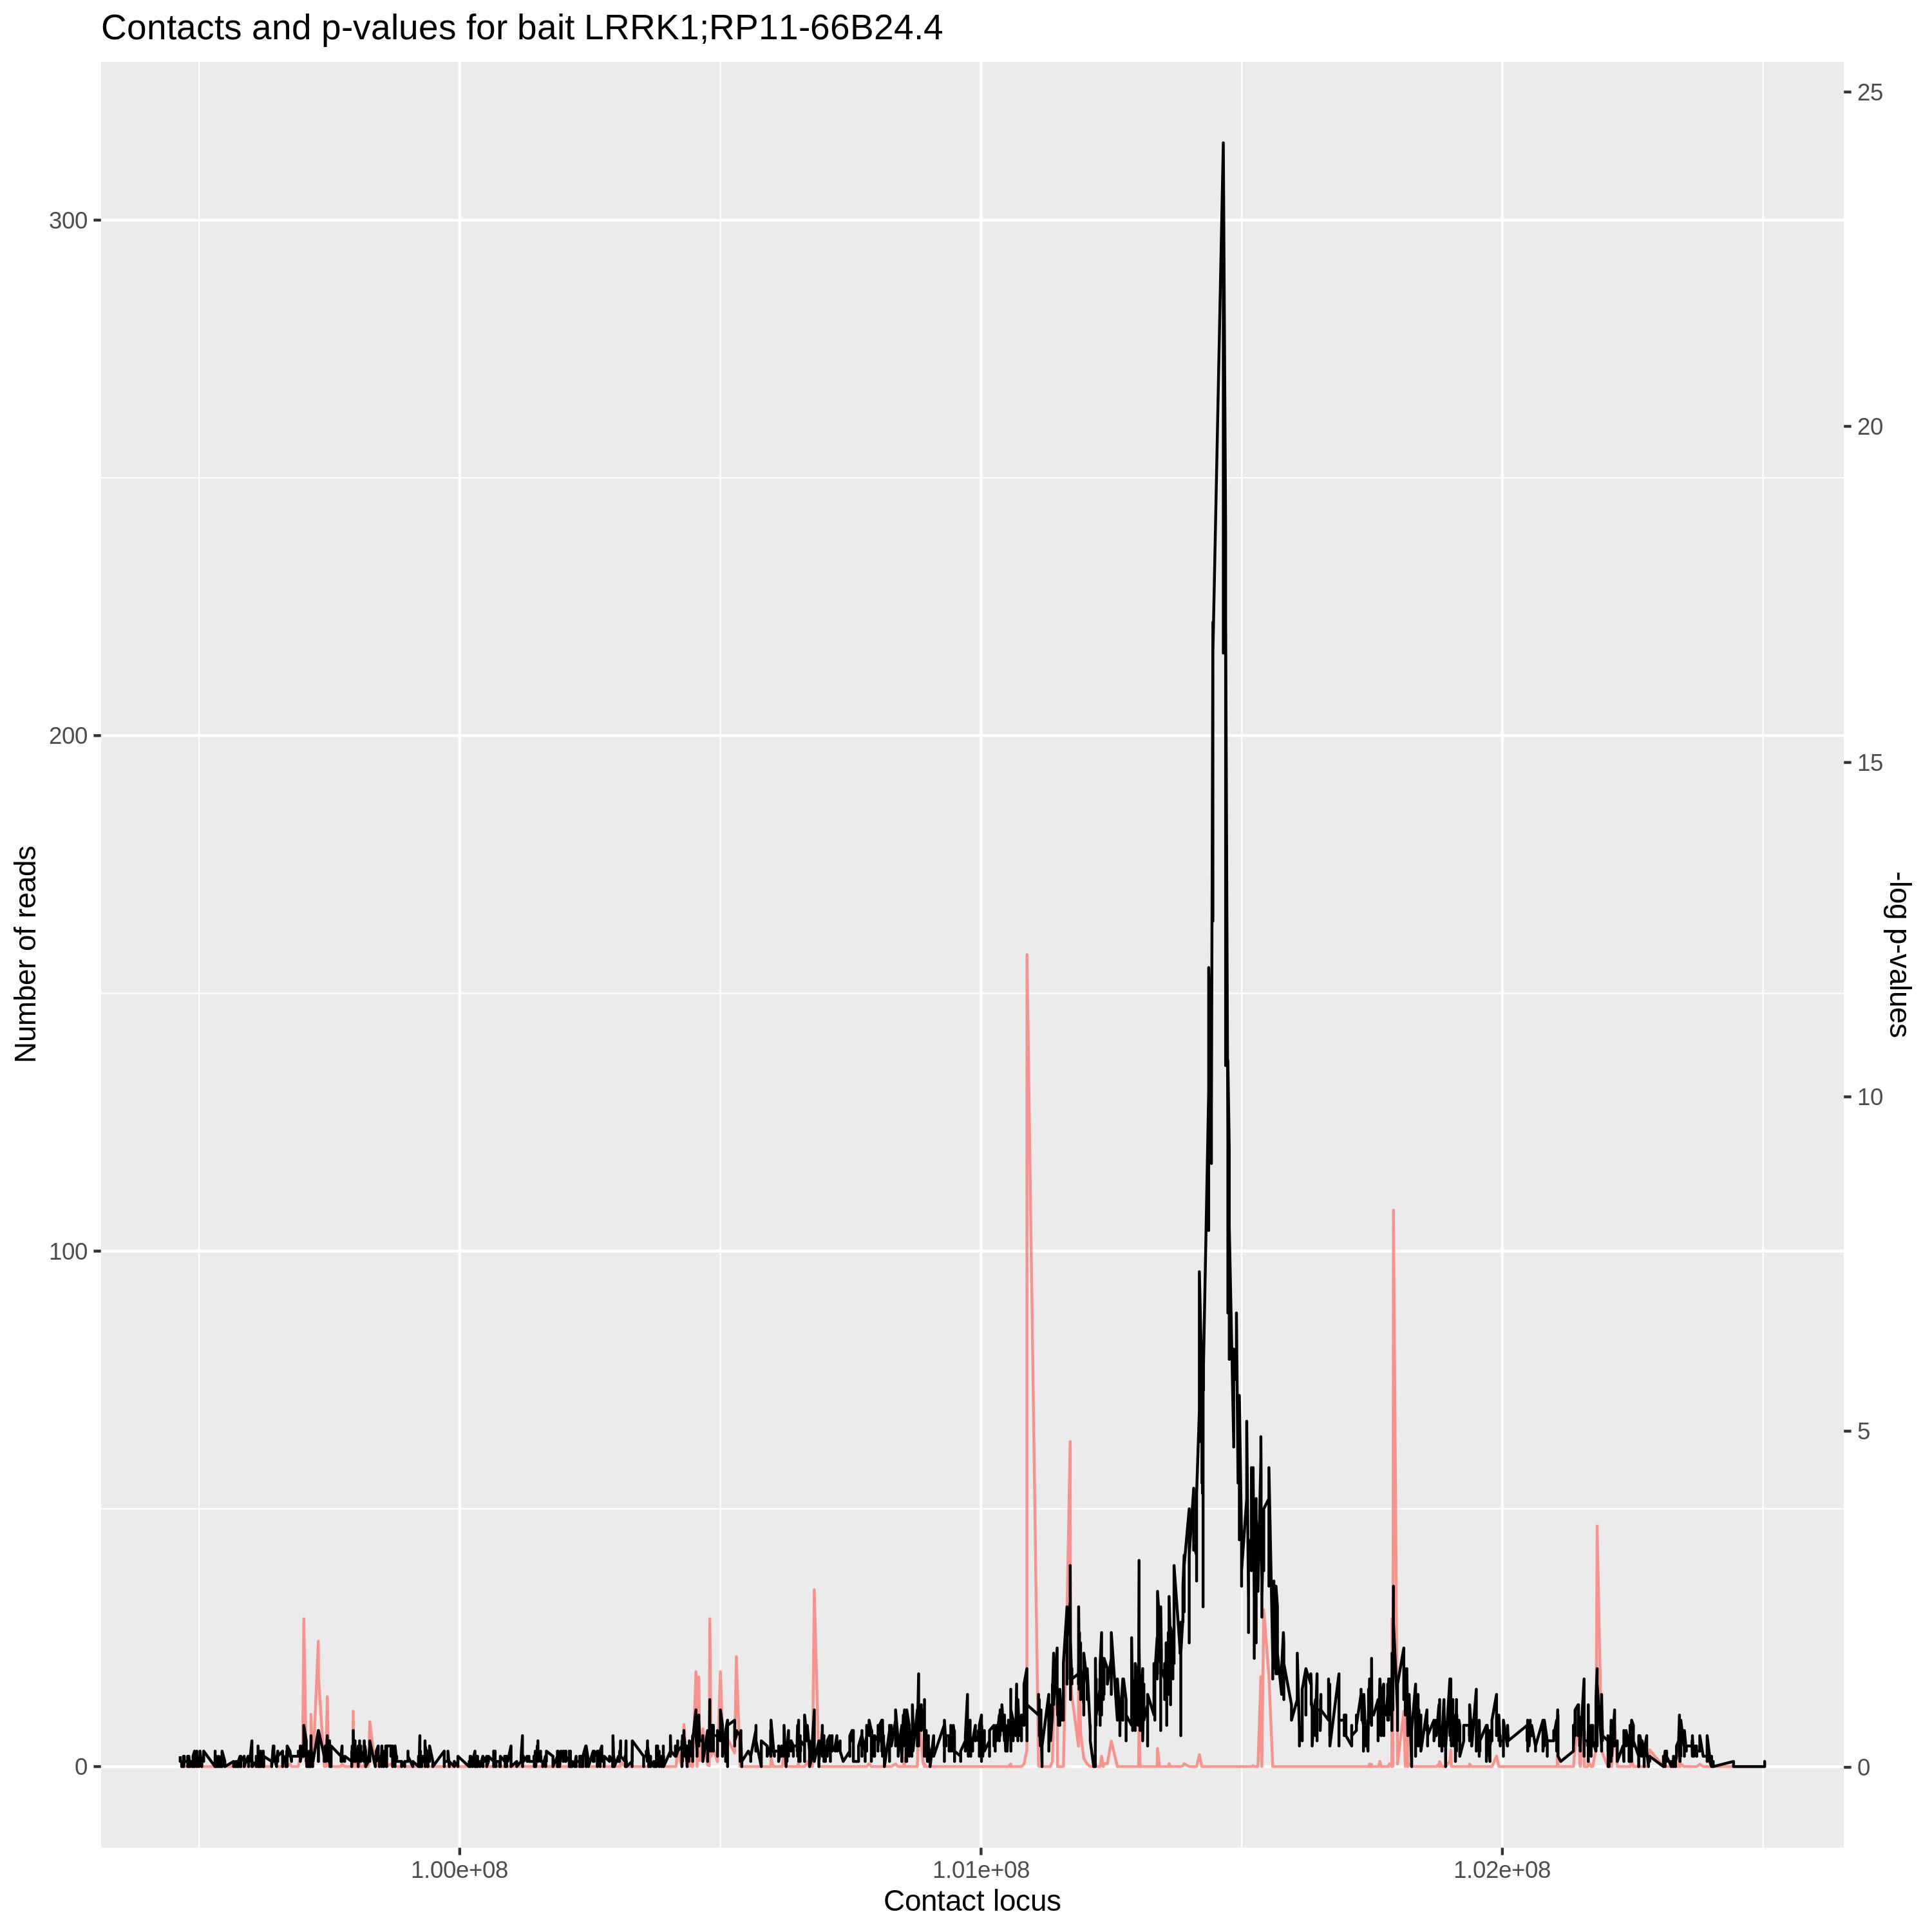 Contacts and p-values for bait LRRK1;RP11-66B24.4
Number of reads
300
200
100
0
25
20
15
10
5
0
-log p-values
1.00e+08 1.01e+08 1.02e+08
Contact locus